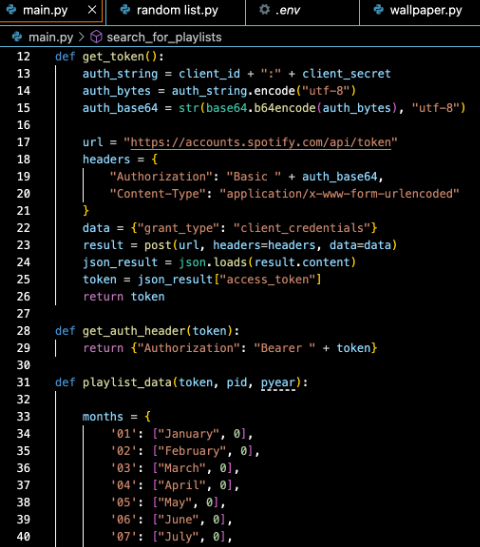 main.py X random list.py .env wallpaper.py
main.py > search_for_playlists
12 def get_token():
13     auth_string = client_id + ":" + client_secret
14     auth_bytes = auth_string.encode("utf-8")
15     auth_base64 = str(base64.b64encode(auth_bytes), "utf-8")
16
17     url = "https://accounts.spotify.com/api/token"
18     headers = {
19         "Authorization": "Basic " + auth_base64,
20         "Content-Type": "application/x-www-form-urlencoded"
21     }
22     data = {"grant_type": "client_credentials"}
23     result = post(url, headers=headers, data=data)
24     json_result = json.loads(result.content)
25     token = json_result["access_token"]
26     return token
27
28 def get_auth_header(token):
29     return {"Authorization": "Bearer " + token}
30
31 def playlist_data(token, pid, pyear):
32
33     months = {
34         '01': ["January", 0],
35         '02': ["February", 0],
36         '03': ["March", 0],
37         '04': ["April", 0],
38         '05': ["May", 0],
39         '06': ["June", 0],
40         '07': ["July", 0],